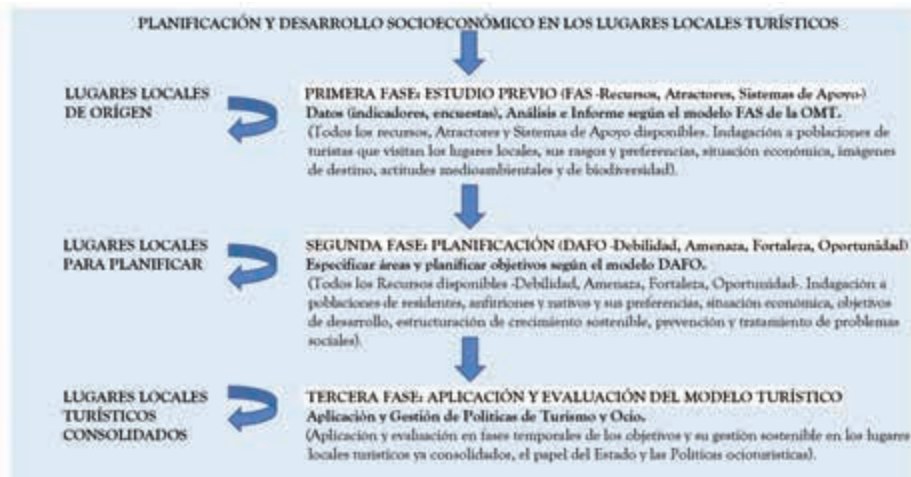 PLANIFICACIÓN Y DESARROLLO SOCIOECONÓMICO EN LOS LUGARES LOCALES TURÍSTICOS
LUGARES LOCALES
DE ORÍGEN
PRIMERA FASE: ESTUDIO PREVIO (FAS -Recursos, Atractores, Sistemas de Apoyo-)
Datos (indicadores, encuestas), Análisis e Informe según el modelo FAS de la OMT.
(Todos los recursos, Atractores y Sistemas de Apoyo disponibles. Indagación a poblaciones de
turistas que visitan los lugares locales, sus rasgos y preferencias, situación económica, imágenes
de destino, actitudes medioambientales y de biodiversidad).
LUGARES LOCALES
PARA PLANIFICAR
SEGUNDA FASE: PLANIFICACIÓN (DAFO -Debilidad, Amenaza, Fortaleza, Oportunidad)
Especificar áreas y planificar objetivos según el modelo DAFO.
(Todos los Recursos disponibles -Debilidad, Amenaza, Fortaleza, Oportunidad-. Indagación a
poblaciones de residentes, anfitriones y nativos y sus preferencias, situación económica, objetivos
de desarrollo, estructuración de crecimiento sostenible, prevención y tratamiento de problemas
sociales).
LUGARES LOCALES
TURÍSTICOS
CONSOLIDADOS
TERCERA FASE: APLICACIÓN Y EVALUACIÓN DEL MODELO TURÍSTICO
Aplicación y Gestión de Políticas de Turismo y Ocio.
(Aplicación y evaluación en fases temporales de los objetivos y su gestión sostenible en los lugares
locales turísticos ya consolidados, el papel del Estado y las Políticas ocioturísticas).